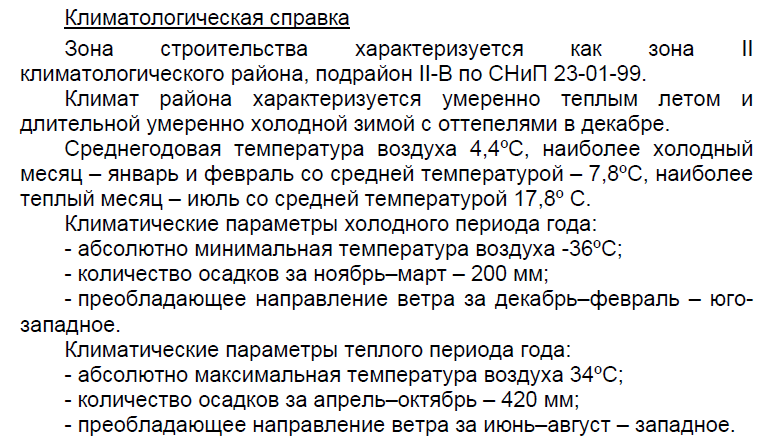 Климатологическая справка
Зона строительства характеризуется как зона II
климатологического района, подрайон II-В по СНиП 23-01-99.
Климат района характеризуется умеренно теплым летом и
длительной умеренно холодной зимой с оттепелями в декабре.
Среднегодовая температура воздуха 4,4ºС, наиболее холодный
месяц – январь и февраль со средней температурой – 7,8ºС, наиболее
теплый месяц – июль со средней температурой 17,8º С.
Климатические параметры холодного периода года:
- абсолютно минимальная температура воздуха -36ºС;
- количество осадков за ноябрь–март – 200 мм;
- преобладающее направление ветра за декабрь–февраль – юго-
западное.
Климатические параметры теплого периода года:
- абсолютно максимальная температура воздуха 34ºС;
- количество осадков за апрель–октябрь – 420 мм;
- преобладающее направление ветра за июнь–август – западное.